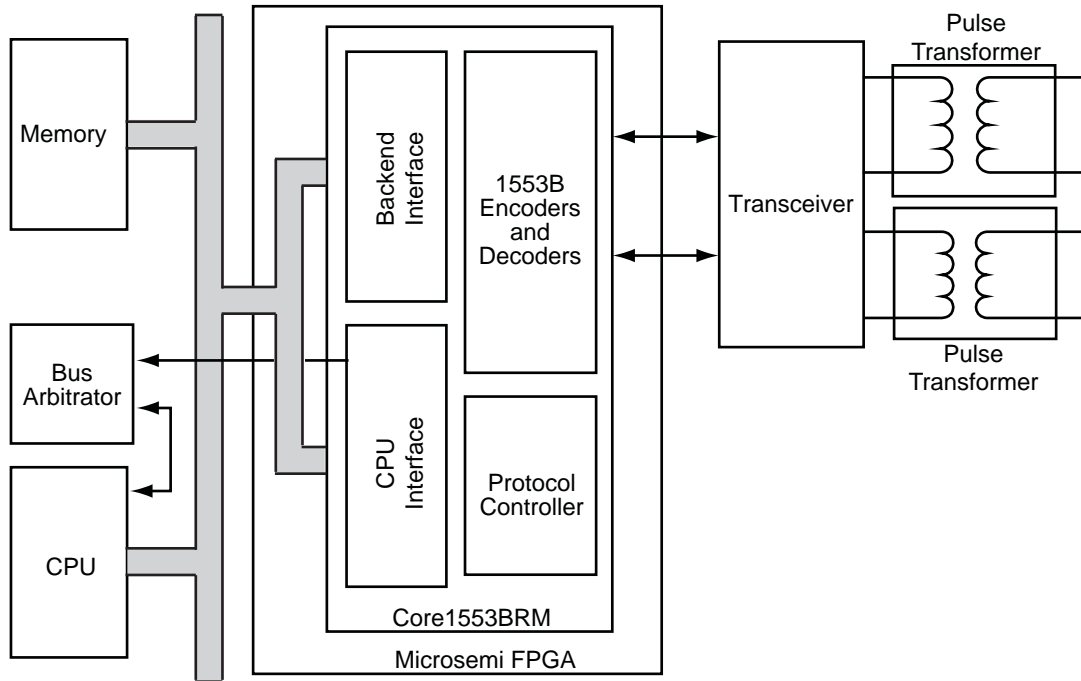 Memory
Bus
Arbitrator
CPU
Backend
Interface
CPU
Interface
1553B
Encoders
and
Decoders
Protocol
Controller
Core1553BRM
Microsemi FPGA
Transceiver
Pulse
Transformer
Pulse
Transformer